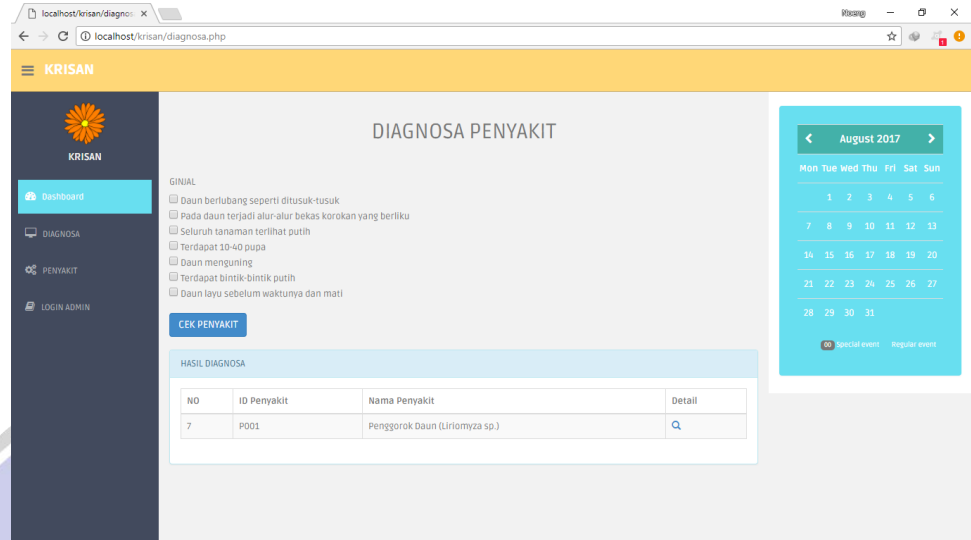 localhost/krisan/diagnos
Noeng
localhost/krisan/diagnosa.php
1
KRISAN
KRISAN
Dashboard
DIAGNOSA
PENYAKIT
LOGIN ADMIN
DIAGNOSA PENYAKIT
GINJAL
Daun berlubang seperti ditusuk-tusuk
Pada daun terjadi alur-alur bekas korokan yang berliku
Seluruh tanaman terlihat putih
Terdapat 10-40 pupa
Daun menguning
Terdapat bintik-bintik putih
Daun layu sebelum waktunya dan mati
CEK PENYAKIT
HASIL DIAGNOSA
NO ID Penyakit Nama Penyakit Detail
7 P001 Penggorok Daun (Liriomyza sp.)
August 2017
Mon Tue Wed Thu Fri Sat Sun
1 2 3 4 5 6
7 8 9 10 11 12 13
14 15 16 17 18 19 20
21 22 23 24 25 26 27
28 29 30 31
00 Special event Regular event